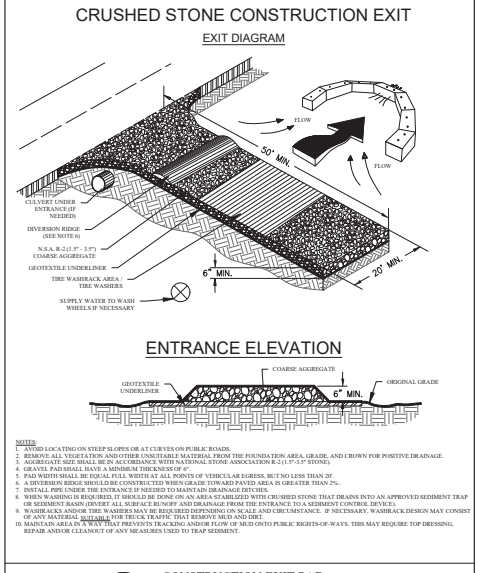 CRUSHED STONE CONSTRUCTION EXIT
EXIT DIAGRAM
FLOW
50' MIN.
FLOW
CULVERT UNDER
ENTRANCE (IF
NEEDED)
DIVERSION RIDGE
(SEE NOTE 6)
N.S.A. R-2 (1.5" - 3.5")
COARSE AGGREGATE
GEOTEXTILE UNDERLINER
TIRE WASHRACK AREA /
TIRE WASHERS
6" MIN.
20' MIN.
SUPPLY WATER TO WASH
WHEELS IF NECESSARY
ENTRANCE ELEVATION
COARSE AGGREGATE
GEOTEXTILE
UNDERLINER
6" MIN.
ORIGINAL GRADE
NOTES:
1. AVOID LOCATING ON STEEP SLOPES OR AT CURVES ON PUBLIC ROADS.
2. REMOVE ALL VEGETATION AND OTHER UNSUITABLE MATERIAL FROM THE FOUNDATION AREA, GRADE, AND CROWN FOR POSITIVE DRAINAGE.
3. AGGREGATE SIZE SHALL BE IN ACCORDANCE WITH NATIONAL STONE ASSOCIATION R-2 (1.5"-3.5" STONE).
4. GRAVEL PAD SHALL HAVE A MINIMUM THICKNESS OF 6".
5. PAD WIDTH SHALL BE EQUAL FULL WIDTH AT ALL POINTS OF VEHICULAR EGRESS, BUT NO LESS THAN 20'.
6. A DIVERSION RIDGE SHOULD BE CONSTRUCTED WHEN GRADE TOWARD PAVED AREA IS GREATER THAN 2%.
7. INSTALL PIPE UNDER THE ENTRANCE IF NEEDED TO MAINTAIN DRAINAGE DITCHES.
8. WHEN WASHING IS REQUIRED, IT SHOULD BE DONE ON AN AREA STABILIZED WITH CRUSHED STONE THAT DRAINS INTO AN APPROVED SEDIMENT TRAP
OR SEDIMENT BASIN (DIVERT ALL SURFACE RUNOFF AND DRAINAGE FROM THE ENTRANCE TO A SEDIMENT CONTROL DEVICE).
9. WASHRACKS AND/OR TIRE WASHERS MAY BE REQUIRED DEPENDING ON SCALE AND CIRCUMSTANCE. IF NECESSARY, WASHRACK DESIGN MAY CONSIST
OF ANY MATERIAL SUITABLE FOR TRUCK TRAFFIC THAT REMOVE MUD AND DIRT.
10. MAINTAIN AREA IN A WAY THAT PREVENTS TRACKING AND/OR FLOW OF MUD ONTO PUBLIC RIGHTS-OF-WAYS. THIS MAY REQUIRE TOP DRESSING,
REPAIR AND/OR CLEANOUT OF ANY MEASURES USED TO TRAP SEDIMENT.